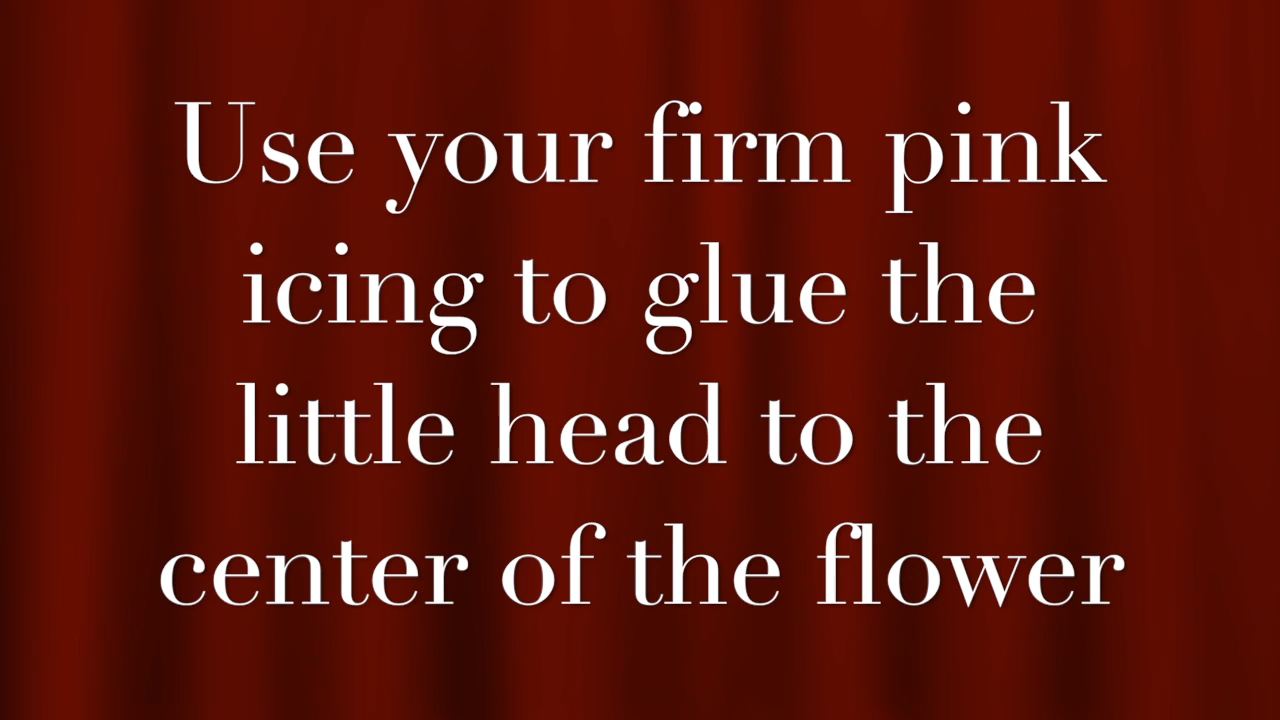 Use your firm pink
icing to glue the
little head to the
center of the flower